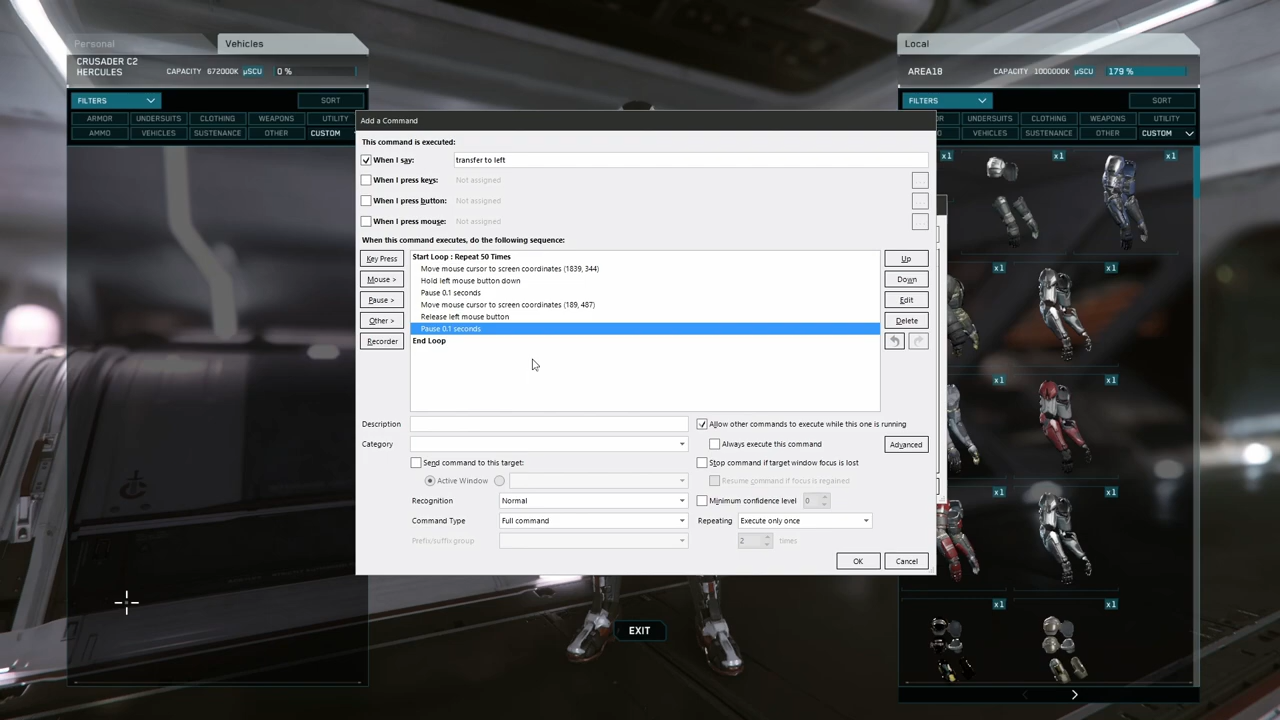 Personal
Vehicles
CRUSADER C2
HERCULES
CAPACITY 672000K µSCU 0 %
FILTERS
SORT
ARMOR UNDERSUITS CLOTHING WEAPONS UTILITY
AMMO VEHICLES SUSTENANCE OTHER CUSTOM
Local
AREA18 CAPACITY 1000000K µSCU 179 %
FILTERS
SORT
UNDERSUITS CLOTHING WEAPONS UTILITY
VEHICLES SUSTENANCE OTHER CUSTOM
x1 x1 x1
x1 x1
x1 x1
x1 x1
x1 x1
Add a Command
This command is executed:
When I say: transfer to left
When I press keys: Not assigned ...
When I press button: Not assigned ...
When I press mouse: Not assigned ...
When this command executes, do the following sequence:
Key Press
Mouse >
Pause >
Other >
Recorder
Start Loop : Repeat 50 Times
Move mouse cursor to screen coordinates (1839, 344)
Hold left mouse button down
Pause 0.1 seconds
Move mouse cursor to screen coordinates (189, 487)
Release left mouse button
Pause 0.1 seconds
End Loop
Up
Down
Edit
Delete
Description
Category
Allow other commands to execute while this one is running
Always execute this command
Advanced
Send command to this target:
Active Window
Stop command if target window focus is lost
Resume command if focus is regained
Recognition Normal
Minimum confidence level 0
Command Type Full command
Repeating Execute only once
Prefix/suffix group
2 times
OK
Cancel
EXIT